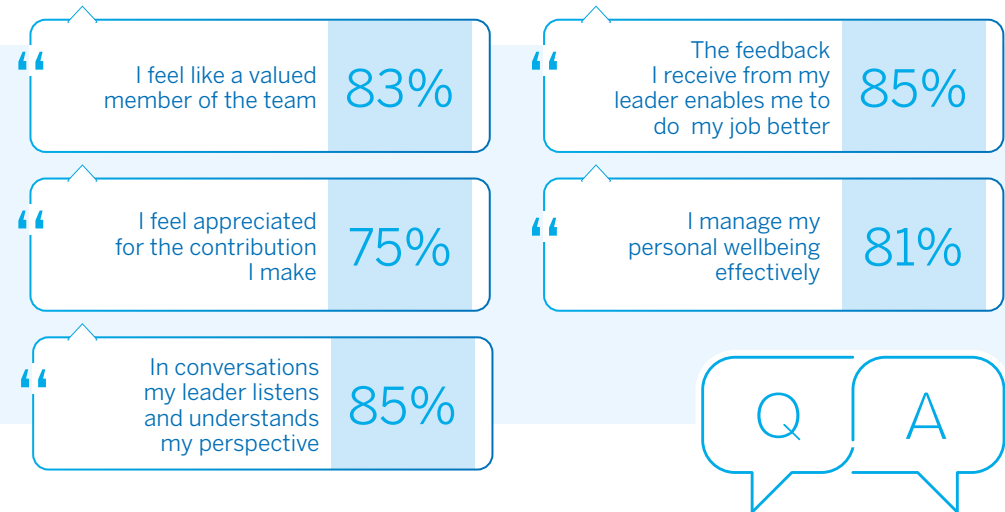 “
I feel like a valued
member of the team
83%
“
The feedback
I receive from my
leader enables me to
do  my job better
85%
“
I feel appreciated
for the contribution
I make
75%
“
I manage my
personal wellbeing
effectively
81%
“
In conversations
my leader listens
and understands
my perspective
85%
Q
A